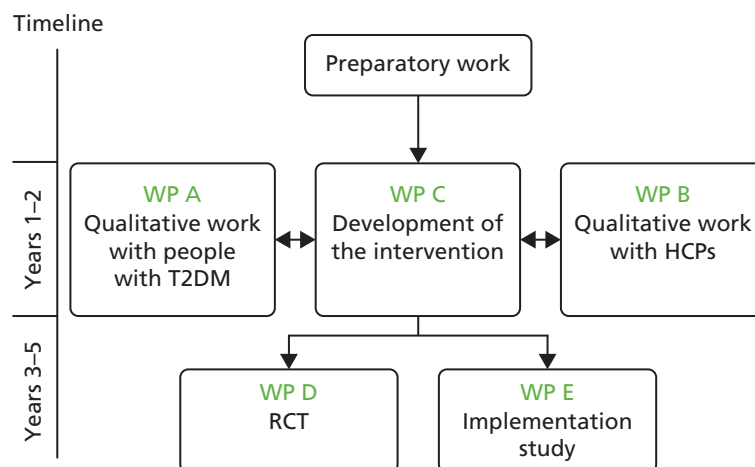 Timeline
Preparatory work
Years 1–2
WP A
Qualitative work
with people
with T2DM
WP C
Development of
the intervention
WP B
Qualitative work
with HCPs
Years 3–5
WP D
RCT
WP E
Implementation
study